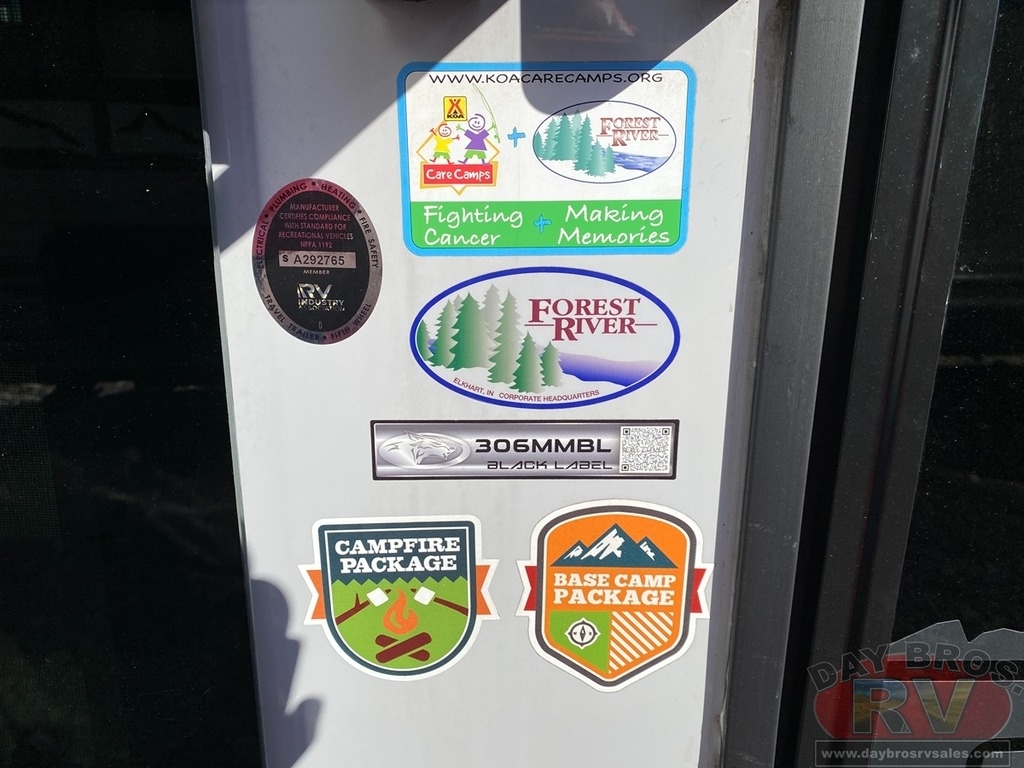 WWW.KOACARECAMPS.ORG
KOA
Care Camps
+
FOREST
RIVER
Fighting + Making
Cancer Memories
ELECTRICAL • PLUMBING • HEATING • FIRE SAFETY
MANUFACTURER
CERTIFIES COMPLIANCE
WITH STANDARD FOR
RECREATIONAL VEHICLES
NFPA 1192
S A292765
MEMBER
RV
INDUSTRY
ASSOCIATION
D
TRAVEL TRAILER • FIFTH WHEEL
FOREST
RIVER
ELKHART, IN CORPORATE HEADQUARTERS
306MMBL
BLACK LABEL
CAMPFIRE
PACKAGE
BASE CAMP
PACKAGE
DAY BROS.
RV
www.daybrosrvsales.com